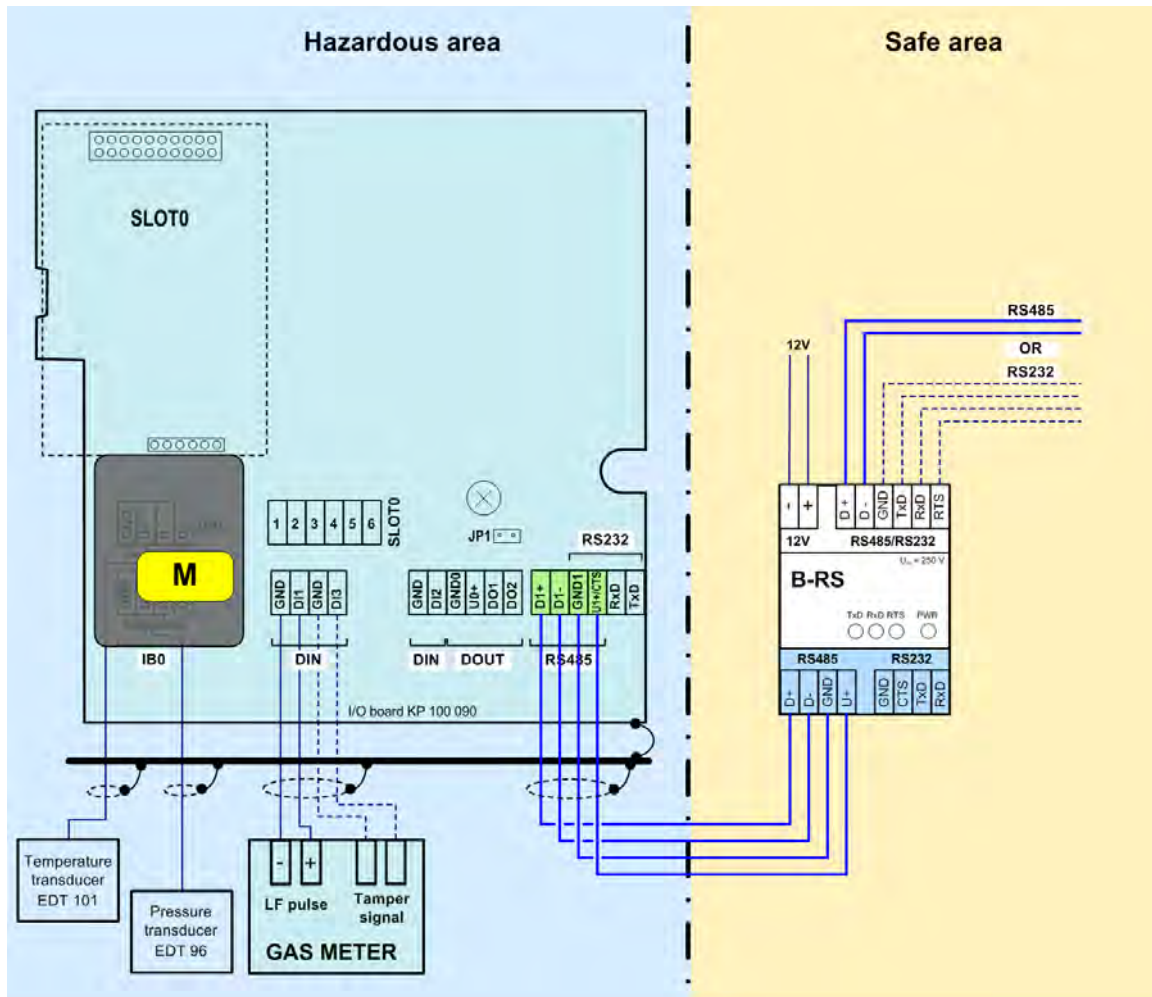 Hazardous area
Safe area
SLOT0
RS485
12V
OR
RS232
1 2 3 4 5 6
SLOT0
JP1
RS232
GND DI1 GND DI3
GND DI2 GND0 U0+ DO1 DO2
D1+ D1- GND1 U1+/CTS RxD TxD
M
IB0
DIN
DIN DOUT
RS485
I/O board KP 100 090
- + D+ D- GND TxD RxD RTS
12V RS485/RS232
= 250 V
B-RS
TxD RxD RTS PWR
RS485 RS232
D+ D- GND U+ GND CTS TxD RxD
Temperature
transducer
EDT 101
Pressure
transducer
EDT 96
- +
LF pulse
Tamper
signal
GAS METER